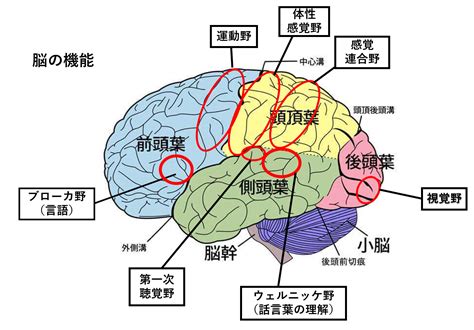 脳の機能
運動野
体性
感覚野
感覚
連合野
中心溝
頭頂葉
頭頂後頭溝
前頭葉
後頭葉
側頭葉
ブローカ野
（言語）
視覚野
外側溝
脳幹
小脳
後頭前切痕
第一次
聴覚野
ウェルニッケ野
（話言葉の理解）